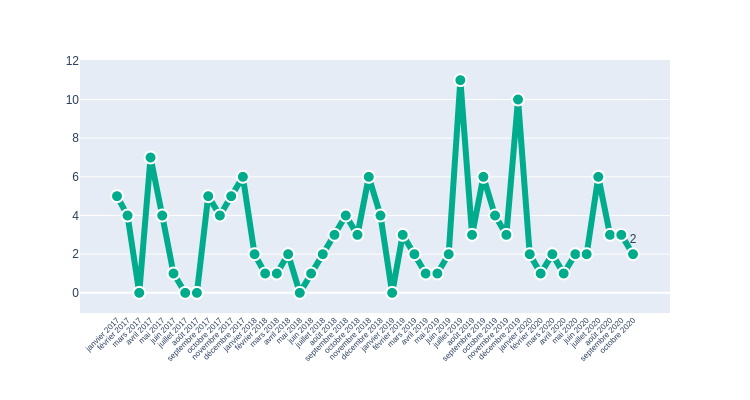 12
10
8
6
4
2
0
2
janvier 2017
février 2017
mars 2017
avril 2017
mai 2017
juin 2017
juillet 2017
août 2017
septembre 2017
octobre 2017
novembre 2017
décembre 2017
janvier 2018
février 2018
mars 2018
avril 2018
mai 2018
juin 2018
juillet 2018
août 2018
septembre 2018
octobre 2018
novembre 2018
décembre 2018
janvier 2019
février 2019
mars 2019
avril 2019
mai 2019
juin 2019
juillet 2019
août 2019
septembre 2019
octobre 2019
novembre 2019
décembre 2019
janvier 2020
février 2020
mars 2020
avril 2020
mai 2020
juin 2020
juillet 2020
août 2020
septembre 2020
octobre 2020